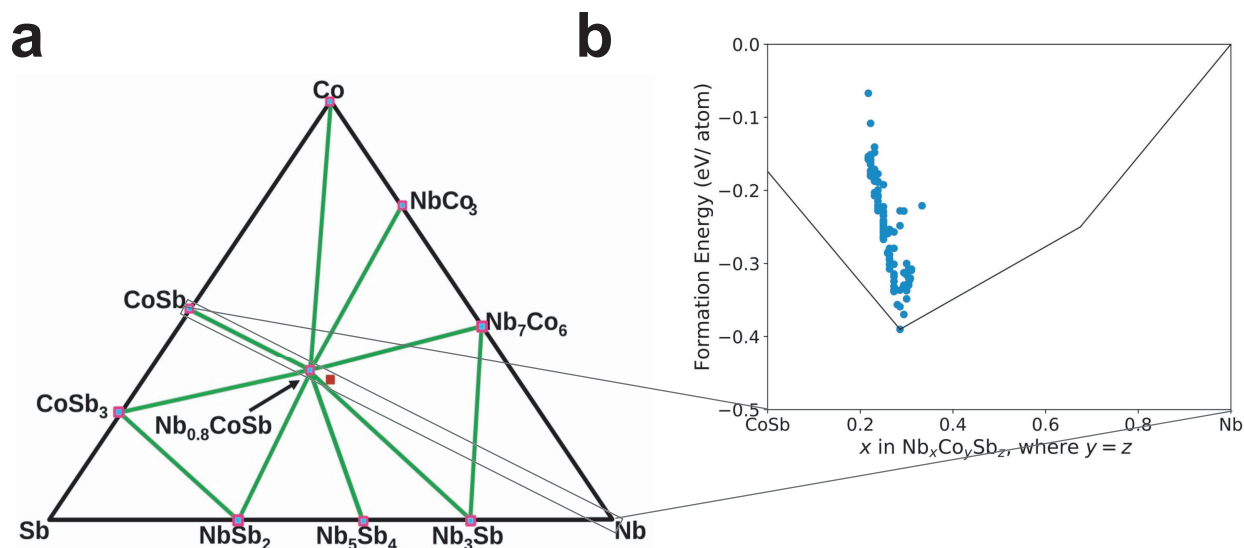 a
Co
NbCo₃
CoSb
Nb₇Co₆
CoSb₃
Nb₀.₈CoSb
Sb
NbSb₂
Nb₅Sb₄
Nb₃Sb
Nb
b
0.0
−0.1
−0.2
−0.3
−0.4
−0.5
Formation Energy (eV/ atom)
CoSb
0.2
0.4
0.6
0.8
Nb
x in NbₓCoᵧSb_z, where y = z